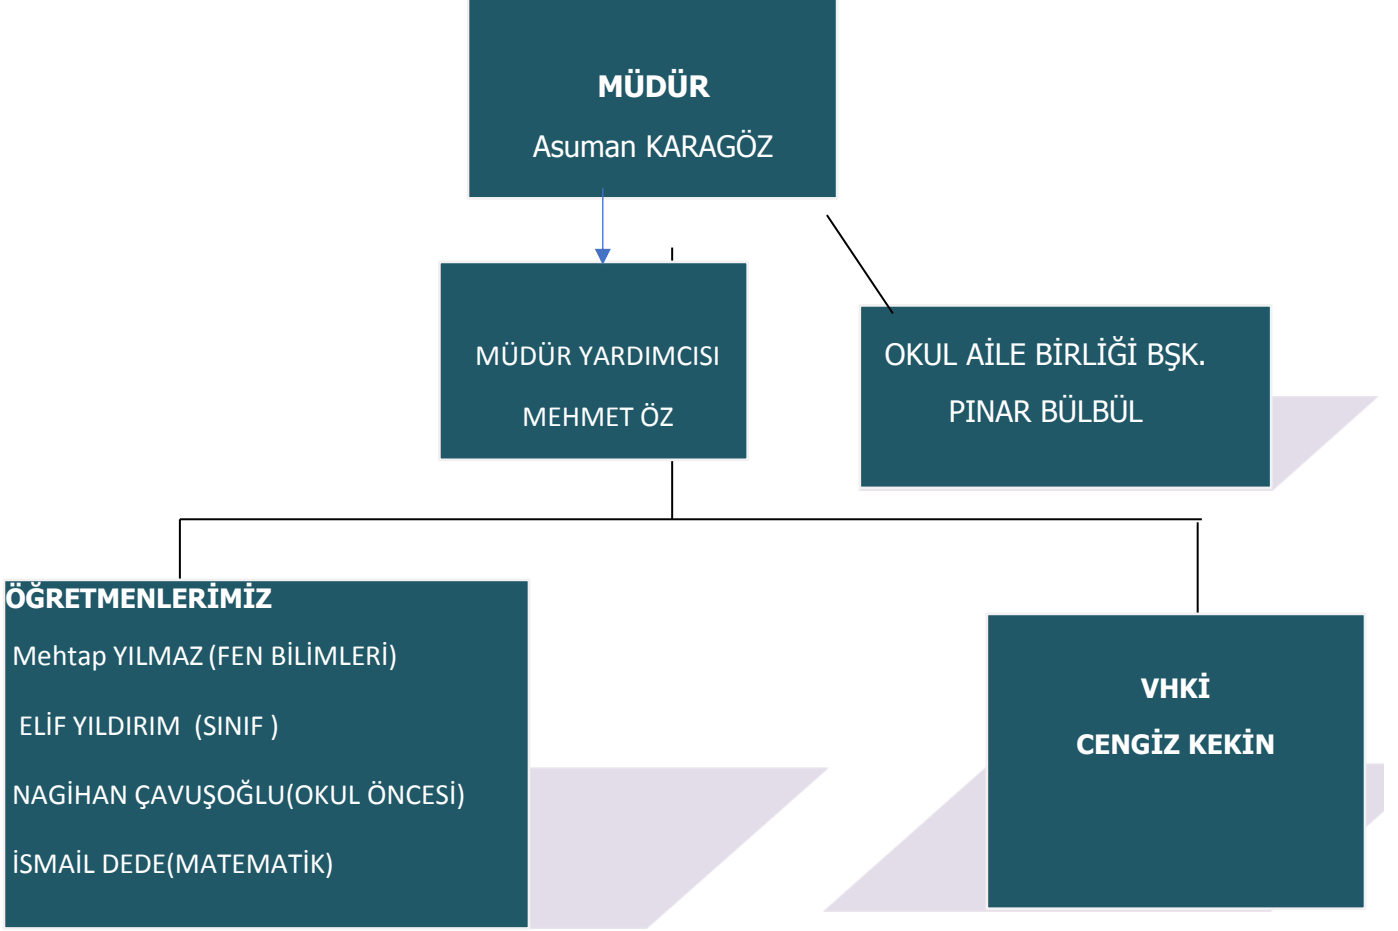 MÜDÜR
Asuman KARAGÖZ
MÜDÜR YARDIMCISI
MEHMET ÖZ
OKUL AİLE BİRLİĞİ BŞK.
PINAR BÜLBÜL
ÖĞRETMENLERİMİZ
Mehtap YILMAZ (FEN BİLİMLERİ)
ELİF YILDIRIM  (SINIF )
NAGİHAN ÇAVUŞOĞLU(OKUL ÖNCESİ)
İSMAİL DEDE(MATEMATİK)
VHKİ
CENGİZ KEKİN